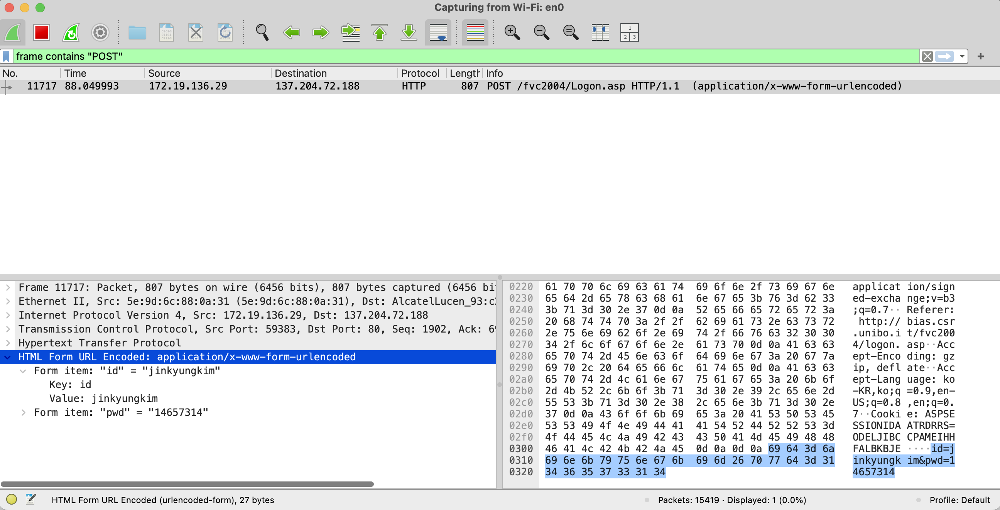 Capturing from Wi-Fi: en0
frame contains "POST"
No. Time Source Destination Protocol Length Info
11717 88.049993 172.19.136.29 137.204.72.188 HTTP 807 POST /fvc2004/Logon.asp HTTP/1.1 (application/x-www-form-urlencoded)
Frame 11717: Packet, 807 bytes on wire (6456 bits), 807 bytes captured (6456 bi
Ethernet II, Src: 5e:9d:6c:88:0a:31 (5e:9d:6c:88:0a:31), Dst: AlcatelLucen_93:c2
Internet Protocol Version 4, Src: 172.19.136.29, Dst: 137.204.72.188
Transmission Control Protocol, Src Port: 59383, Dst Port: 80, Seq: 1902, Ack: 69
Hypertext Transfer Protocol
HTML Form URL Encoded: application/x-www-form-urlencoded
Form item: "id" = "jinkyungkim"
Key: id
Value: jinkyungkim
Form item: "pwd" = "14657314"
0220 61 70 70 6c 69 63 61 74 69 6f 6e 2f 73 69 67 6e applicat ion/sign
0230 65 64 2d 65 78 63 68 61 6e 67 65 3b 76 3d 62 33 ed-excha nge;v=b3
0240 3b 71 3d 30 2e 37 0d 0a 52 65 66 65 72 65 72 3a ;q=0.7·· Referer:
0250 20 68 74 74 70 3a 2f 2f 62 69 61 73 2e 63 73 72 http:// bias.csr
0260 2e 75 6e 69 62 6f 2e 69 74 2f 66 76 63 32 30 30 .unibo.i t/fvc200
0270 34 2f 6c 6f 67 6f 6e 2e 61 73 70 0d 0a 41 63 63 4/logon. asp··Acc
0280 65 70 74 2d 45 6e 63 6f 64 69 6e 67 3a 20 67 7a ept-Enco ding: gz
0290 69 70 2c 20 64 65 66 6c 61 74 65 0d 0a 41 63 63 ip, defl ate··Acc
02a0 65 70 74 2d 4c 61 6e 67 75 61 67 65 3a 20 6b 6f ept-Lang uage: ko
02b0 2d 4b 52 2c 6b 6f 3b 71 3d 30 2e 39 2c 65 6e 2d -KR,ko;q =0.9,en-
02c0 55 53 3b 71 3d 30 2e 38 2c 65 6e 3b 71 3d 30 2e US;q=0.8 ,en;q=0.
02d0 37 0d 0a 43 6f 6f 6b 69 65 3a 20 41 53 50 53 45 7··Cooki e: ASPSE
02e0 53 53 49 4f 4e 49 44 41 41 54 52 44 52 52 53 3d SSIONIDA ATRDRRS=
02f0 4f 44 45 4c 4a 49 42 43 43 50 41 4d 45 49 48 48 ODELJIBC CPAMEIHH
0300 46 41 4c 42 4b 42 4a 45 0d 0a 0d 0a 69 64 3d 6a FALBKBJE ····id=j
0310 69 6e 6b 79 75 6e 67 6b 69 6d 26 70 77 64 3d 31 inkyungk im&pwd=1
0320 34 36 35 37 33 31 34 4657314
HTML Form URL Encoded (urlencoded-form), 27 bytes
Packets: 15419 · Displayed: 1 (0.0%)
Profile: Default